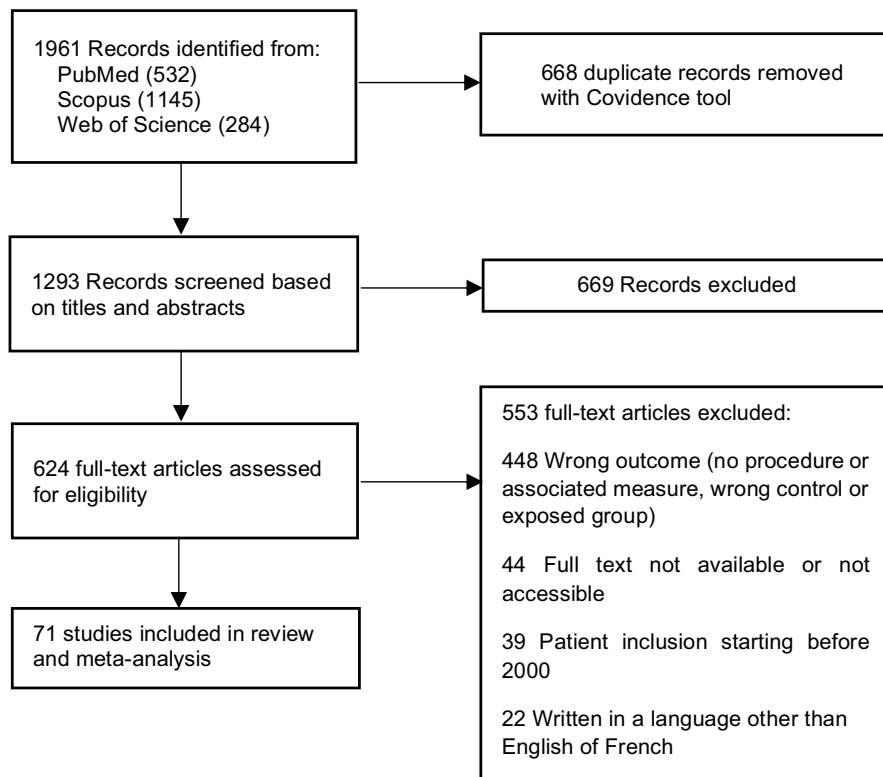 1961 Records identified from:
PubMed (532)
Scopus (1145)
Web of Science (284)
668 duplicate records removed
with Covidence tool
1293 Records screened based
on titles and abstracts
669 Records excluded
624 full-text articles assessed
for eligibility
553 full-text articles excluded:
448 Wrong outcome (no procedure or
associated measure, wrong control or
exposed group)
44 Full text not available or not
accessible
39 Patient inclusion starting before
2000
22 Written in a language other than
English of French
71 studies included in review
and meta-analysis